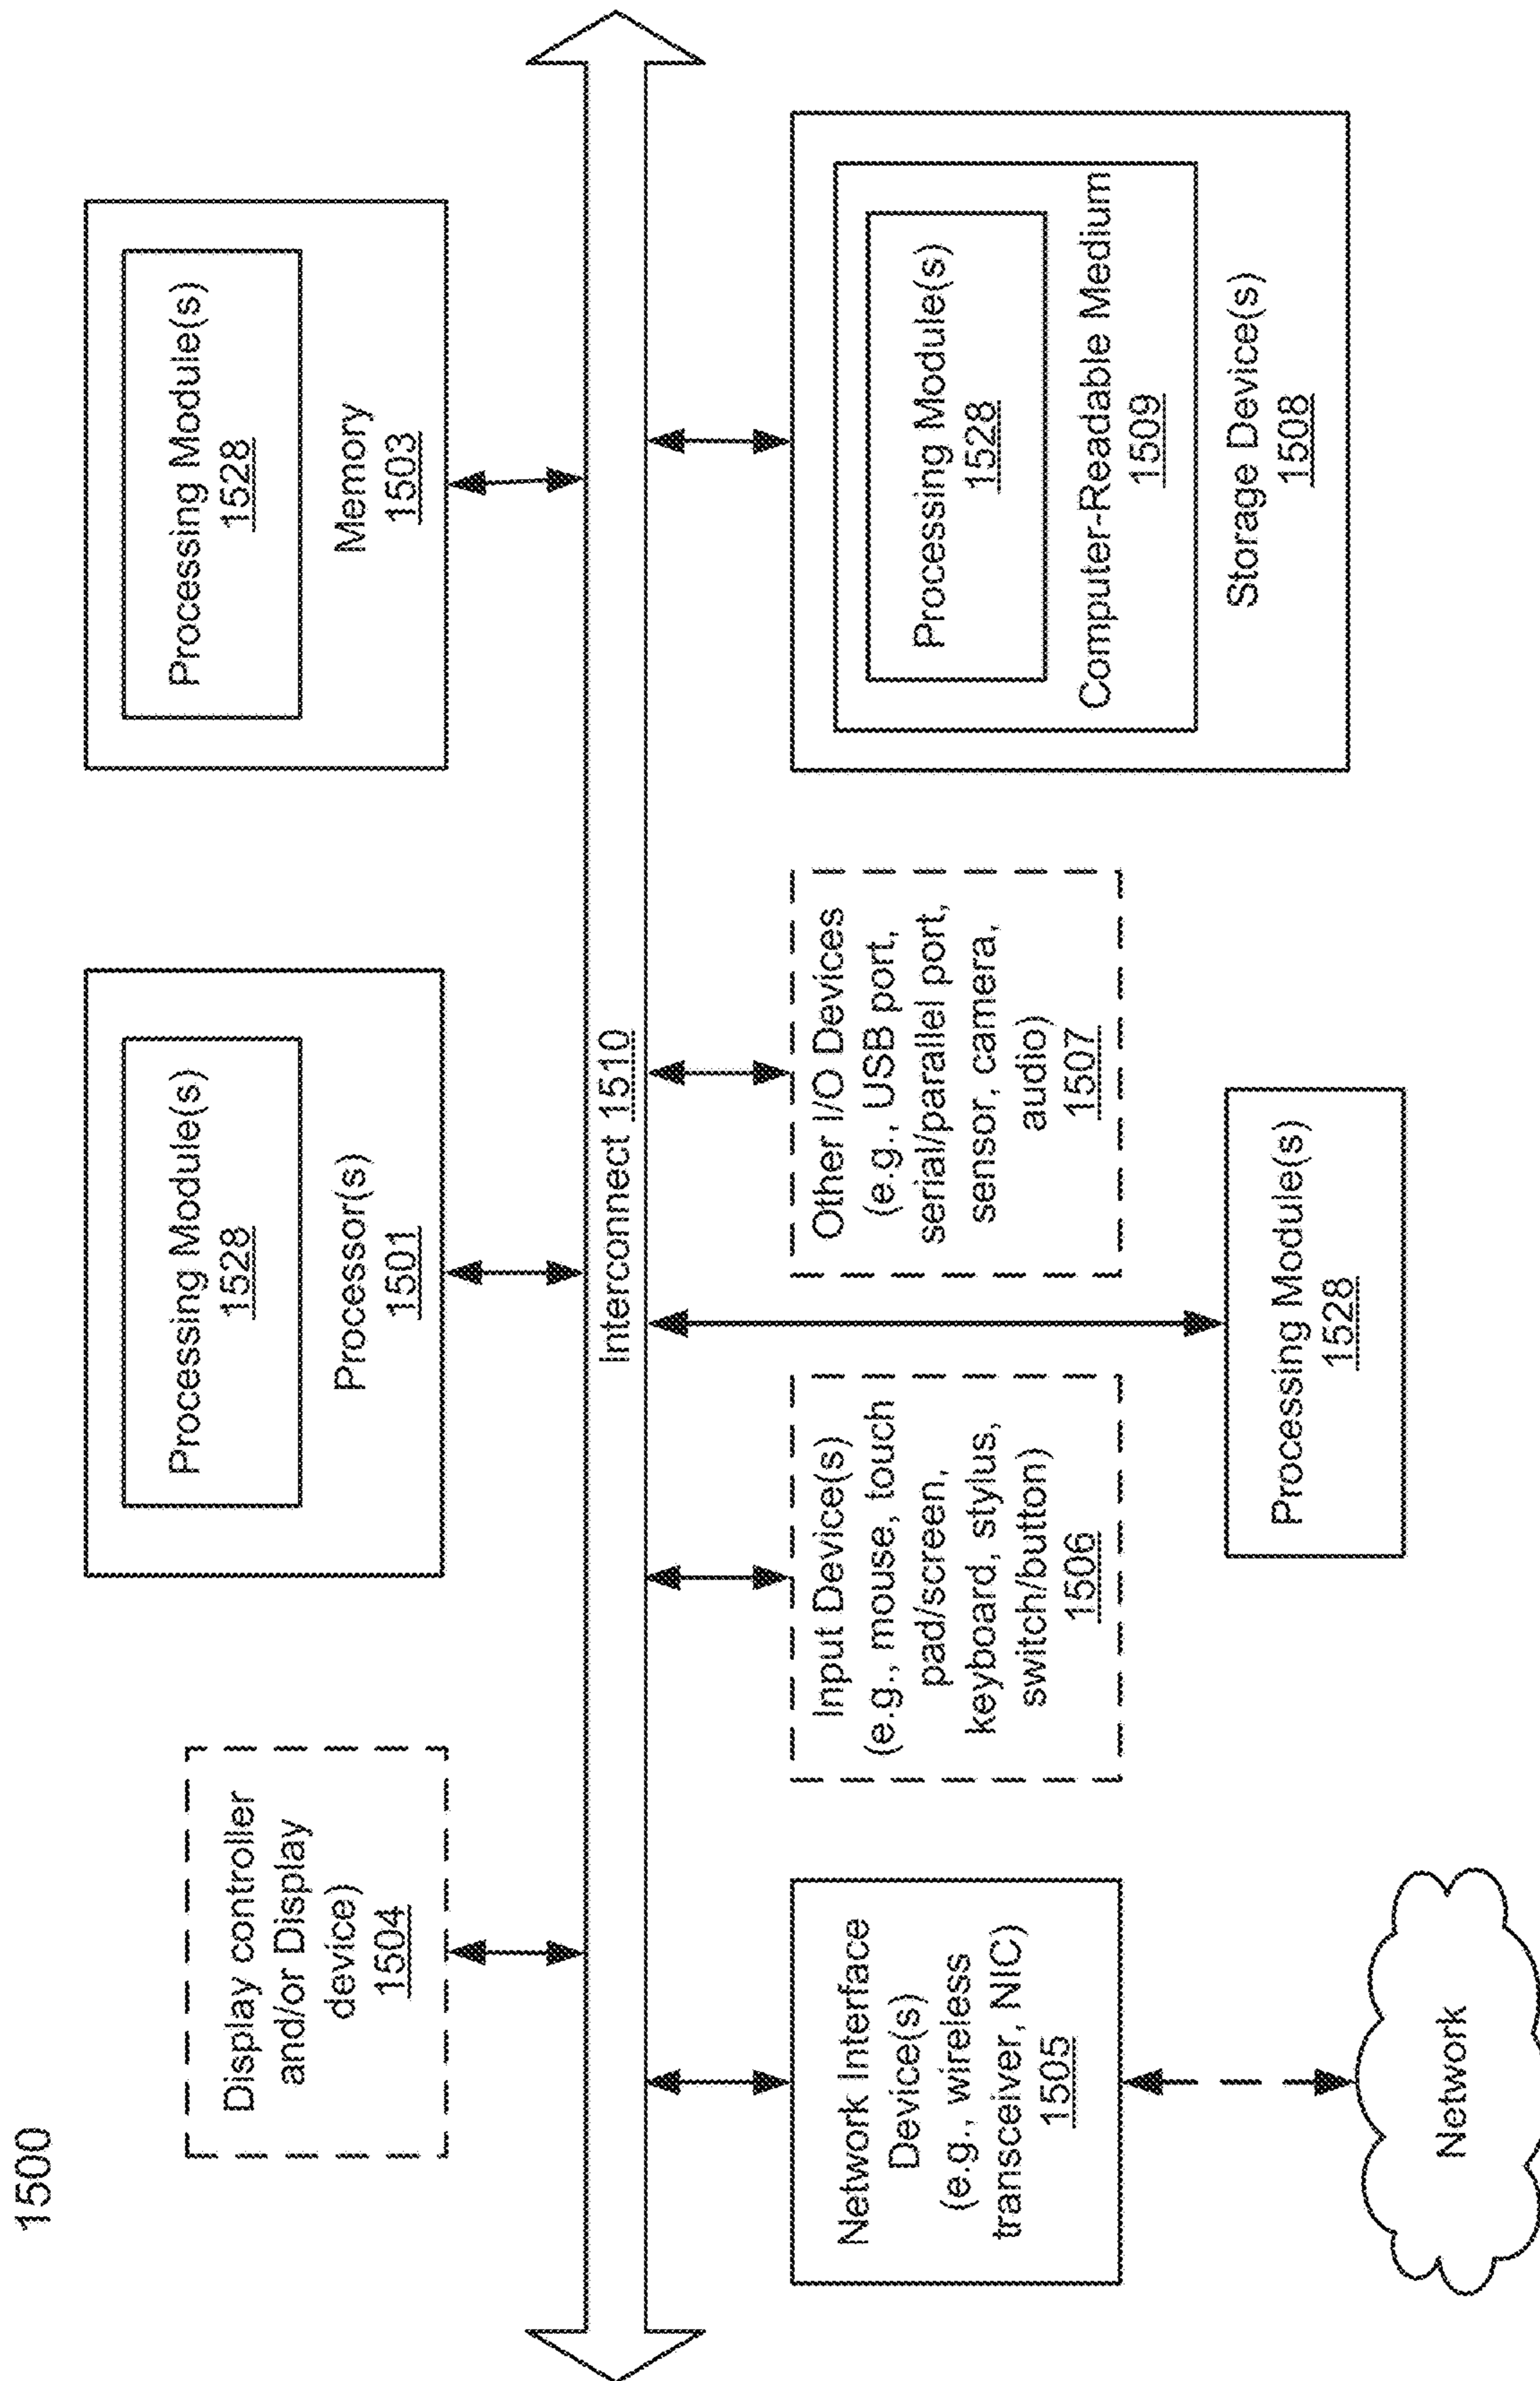 1500
Display controller
and/or Display
device)
1504
Processing Module(s)
1528
Processor(s)
1501
Processing Module(s)
1528
Memory
1503
Interconnect 1510
Network Interface
Device(s)
(e.g., wireless
transceiver, NIC)
1505
Input Device(s)
(e.g., mouse, touch
pad/screen,
keyboard, stylus,
switch/button)
1506
Other I/O Devices
(e.g., USB port,
serial/parallel port,
sensor, camera,
audio)
1507
Processing Module(s)
1528
Computer-Readable Medium
1509
Storage Device(s)
1508
Processing Module(s)
1528
Network